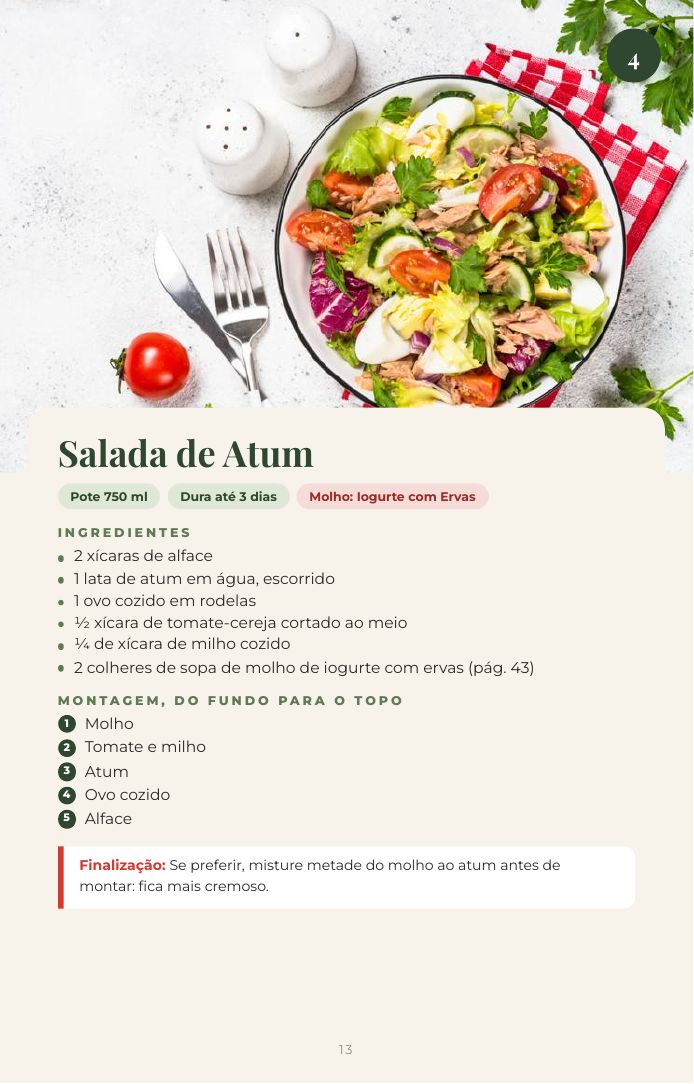 4
Salada de Atum
Pote 750 ml Dura até 3 dias Molho: Iogurte com Ervas
INGREDIENTES
2 xícaras de alface
1 lata de atum em água, escorrido
1 ovo cozido em rodelas
½ xícara de tomate-cereja cortado ao meio
¼ de xícara de milho cozido
2 colheres de sopa de molho de iogurte com ervas (pág. 43)
MONTAGEM, DO FUNDO PARA O TOPO
1 Molho
2 Tomate e milho
3 Atum
4 Ovo cozido
5 Alface
Finalização: Se preferir, misture metade do molho ao atum antes de
montar: fica mais cremoso.
13